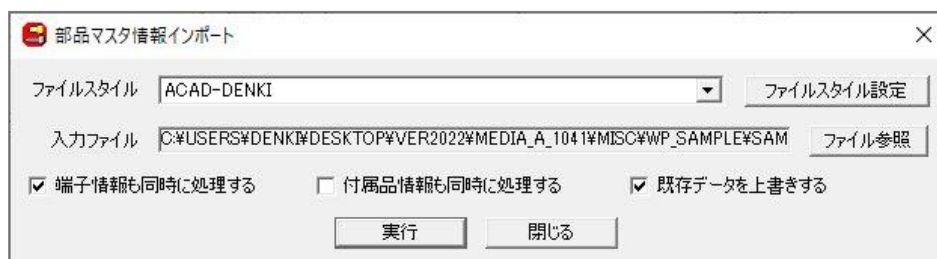 部品マスタ情報インポート
ファイルスタイル ACAD-DENKI ファイルスタイル設定
入力ファイル C:¥USERS¥DENKI¥DESKTOP¥VER2022¥MEDIA_A_1041¥MISC¥WP_SAMPLE¥SAM ファイル参照
端子情報も同時に処理する 付属品情報も同時に処理する 既存データを上書きする
実行 閉じる